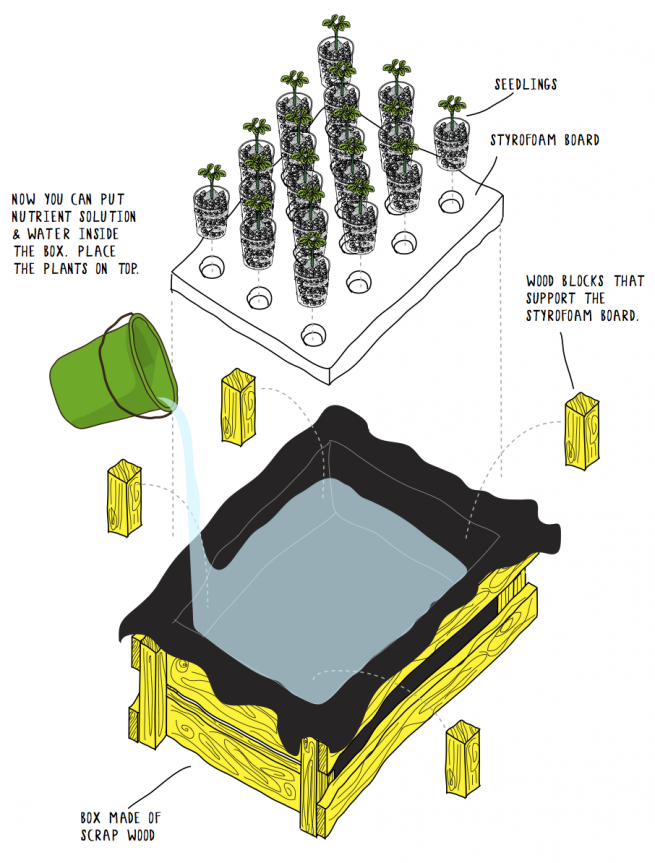 SEEDLINGS
STYROFOAM BOARD
NOW YOU CAN PUT
NUTRIENT SOLUTION
& WATER INSIDE
THE BOX. PLACE
THE PLANTS ON TOP.
WOOD BLOCKS THAT
SUPPORT THE
STYROFOAM BOARD.
BOX MADE OF
SCRAP WOOD